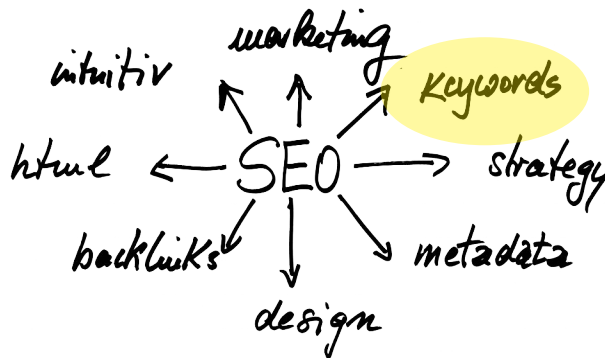 marketing
intuitiv
keywords
html
SEO
strategy
backlinks
metadata
design